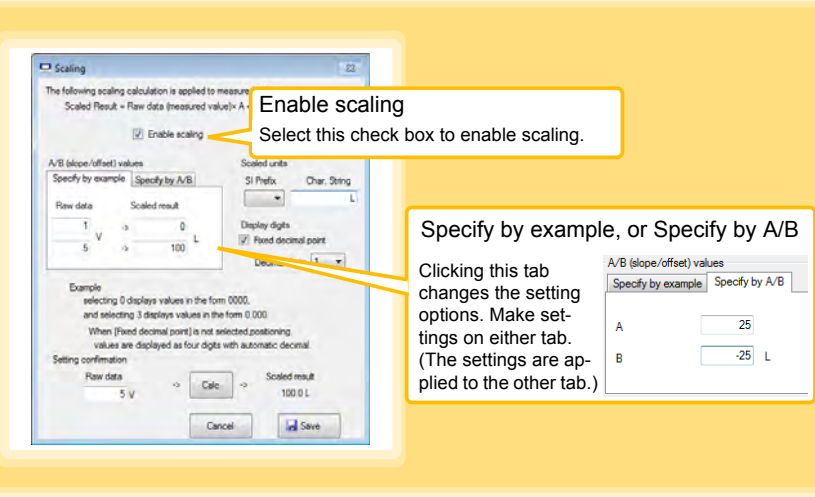 Scaling
The following scaling calculation is applied to measure
Scaled Result = Raw data (measured value)× A +
Enable scaling
A/B (slope/offset) values
Specify by example
Specify by A/B
Raw data
Scaled result
1
V
->
0
L
5
->
100
Scaled units
SI Prefix
Char. String
L
Display digits
Fixed decimal point
1
Example
selecting 0 displays values in the form 0000,
and selecting 3 displays values in the form 0.000
When [Fixed decimal point] is not selected,positioning
values are displayed as four digits with automatic decimal.
Setting confirmation
Raw data
5 V
->
Calc
->
Scaled result
100.0 L
Cancel
Save
Enable scaling
Select this check box to enable scaling.
Specify by example, or Specify by A/B
Clicking this tab
changes the setting
options. Make set-
tings on either tab.
(The settings are ap-
plied to the other tab.)
A/B (slope/offset) values
Specify by example
Specify by A/B
A
25
B
-25
L